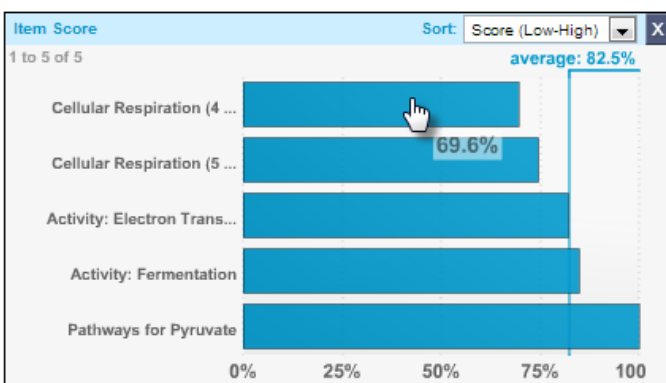 Item Score Sort: Score (Low-High) X
1 to 5 of 5 average: 82.5%
Cellular Respiration (4 ...
69.6%
Cellular Respiration (5 ...
Activity: Electron Trans...
Activity: Fermentation
Pathways for Pyruvate
0% 25% 50% 75% 100